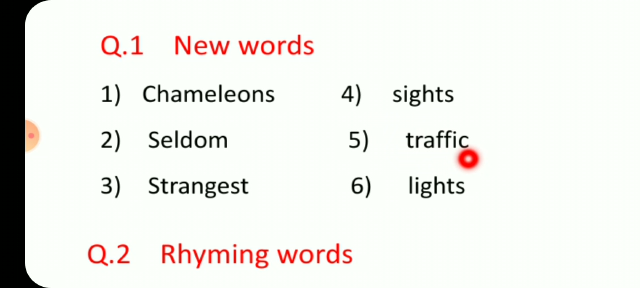 Q.1 New words
1) Chameleons 4) sights
2) Seldom 5) traffic
3) Strangest 6) lights
Q.2 Rhyming words